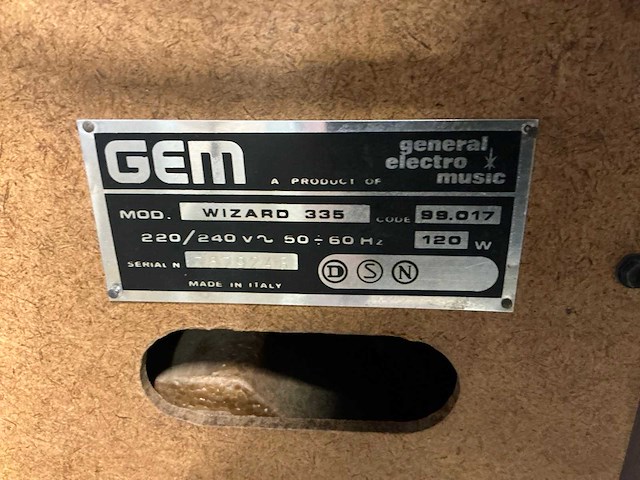 GEM
general
electro
music
A PRODUCT OF
MOD. WIZARD 335 CODE 99.017
220/240 V ~ 50÷60 Hz 120 W
SERIAL N
D S N
MADE IN ITALY